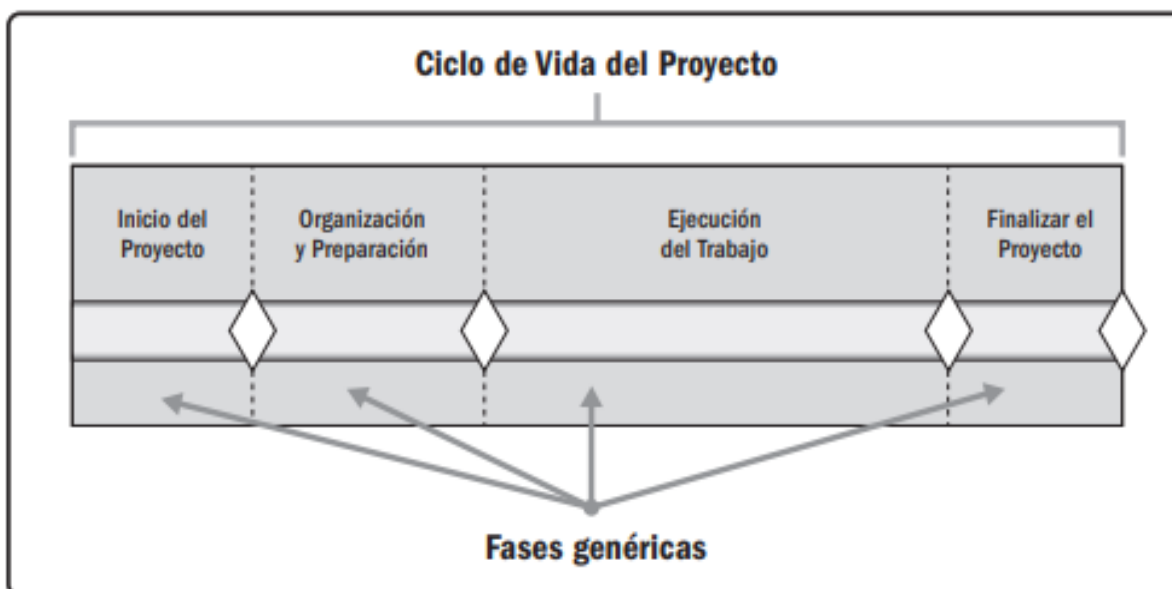 Ciclo de Vida del Proyecto
Inicio del
Proyecto
Organización
y Preparación
Ejecución
del Trabajo
Finalizar el
Proyecto
Fases genéricas